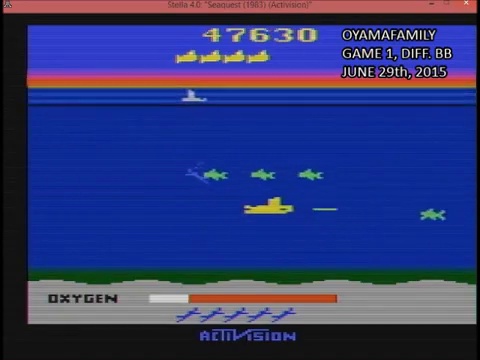 Stella 4.0: "Seaquest (1983) (Activision)"
47630
OYAMAFAMILY
GAME 1, DIFF. BB
JUNE 29th, 2015
OXYGEN
ACTIVISION